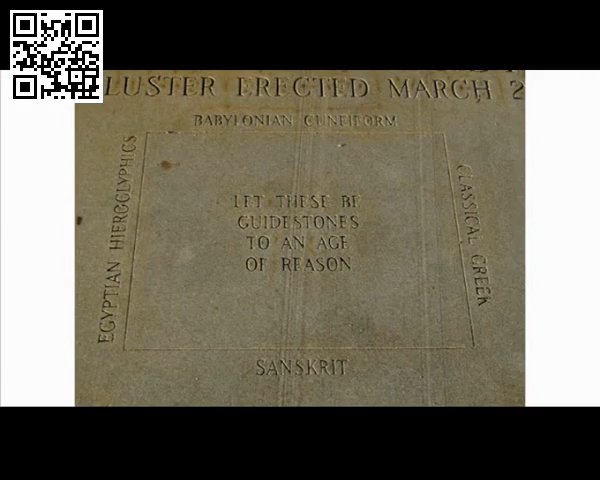 LUSTER ERECTED MARCH 2
BABYLONIAN CUNEIFORM
EGYPTIAN HIEROGLYPHICS
CLASSICAL GREEK
LET THESE BE
GUIDESTONES
TO AN AGE
OF REASON
SANSKRIT